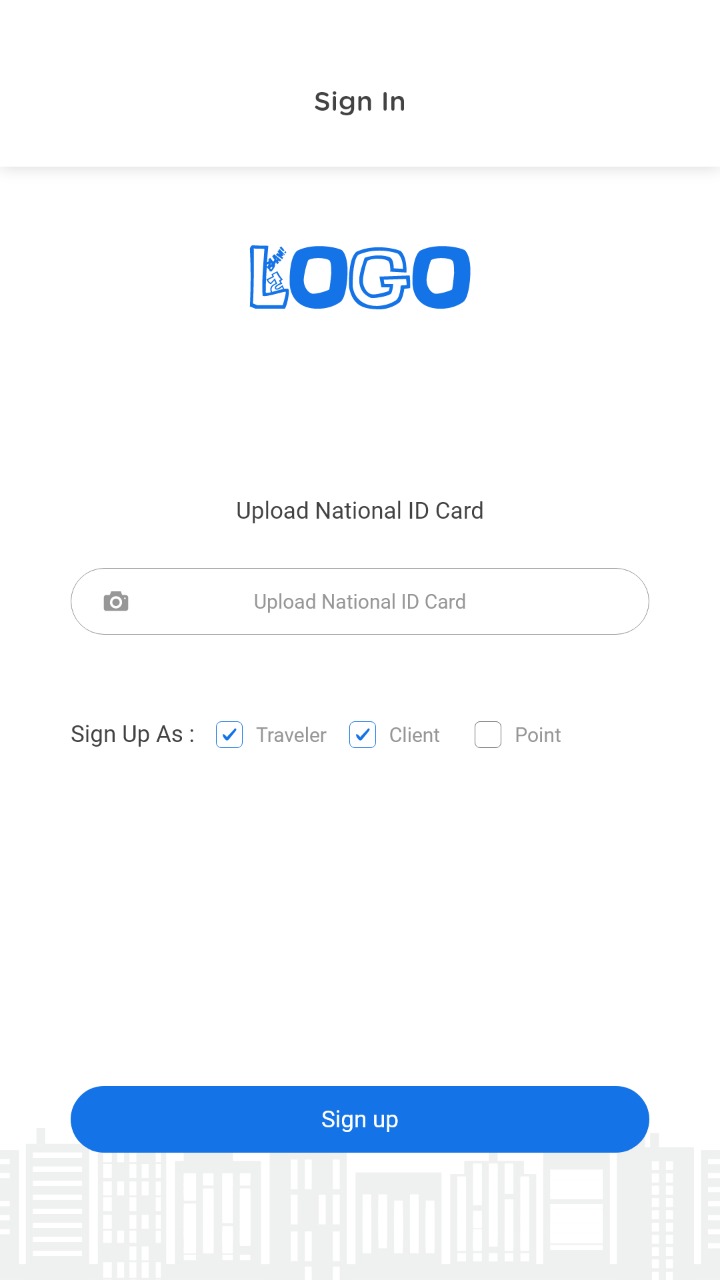 Sign In
LOGO
Upload National ID Card
Upload National ID Card
Sign Up As : Traveler Client Point
Sign up